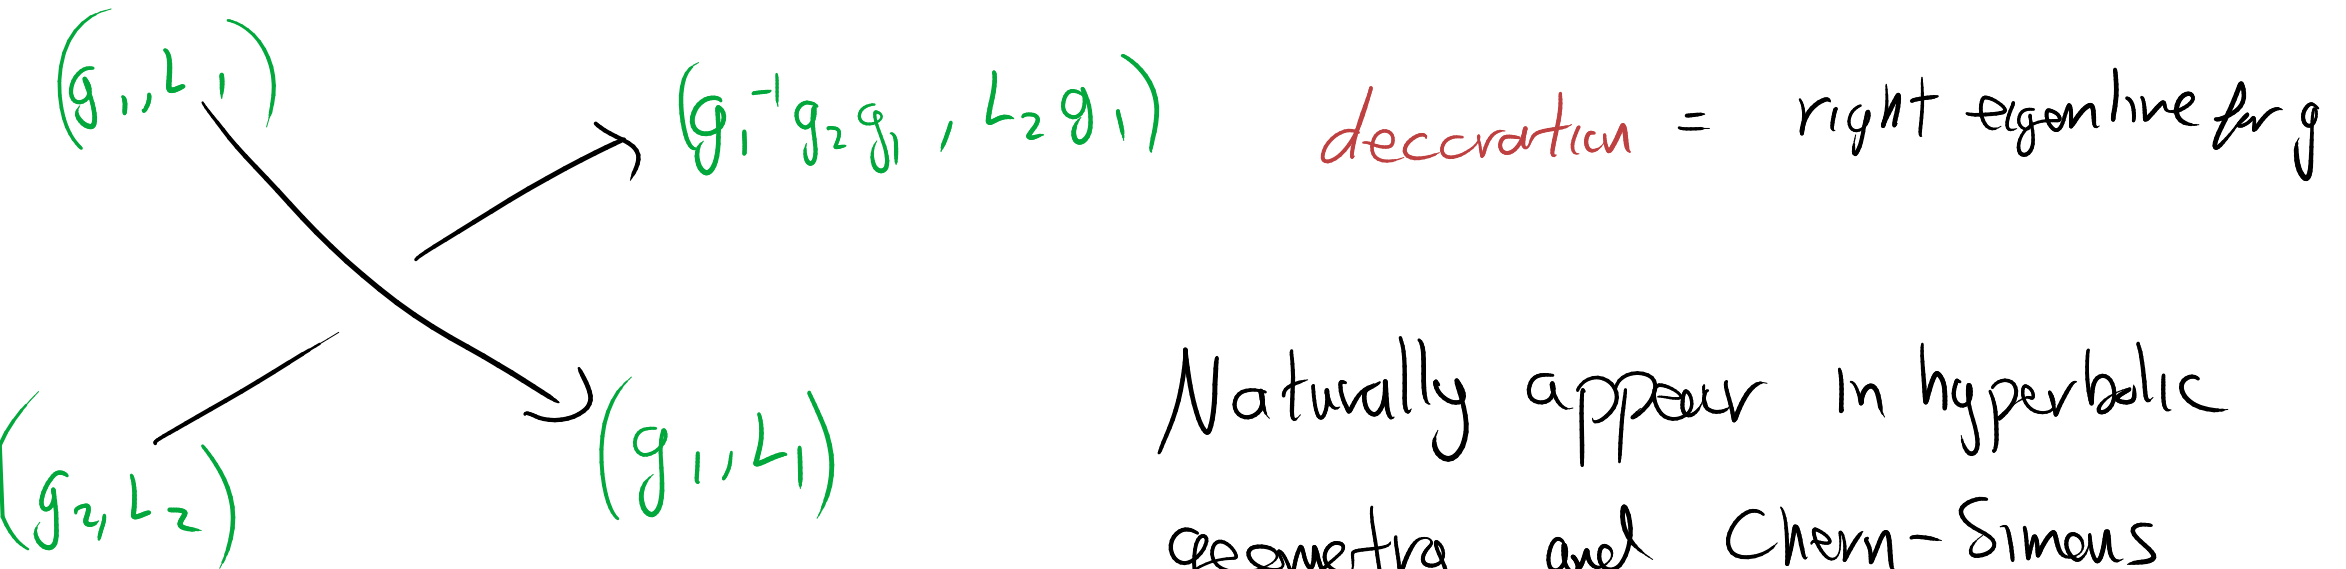 (g₁, L₁)
(g₁⁻¹g₂g₁, L₂g₁)
decoration = right eigenline for g
(g₂, L₂)
(g₁, L₁)
Naturally appear in hyperbolic
geometry and Chern-Simons